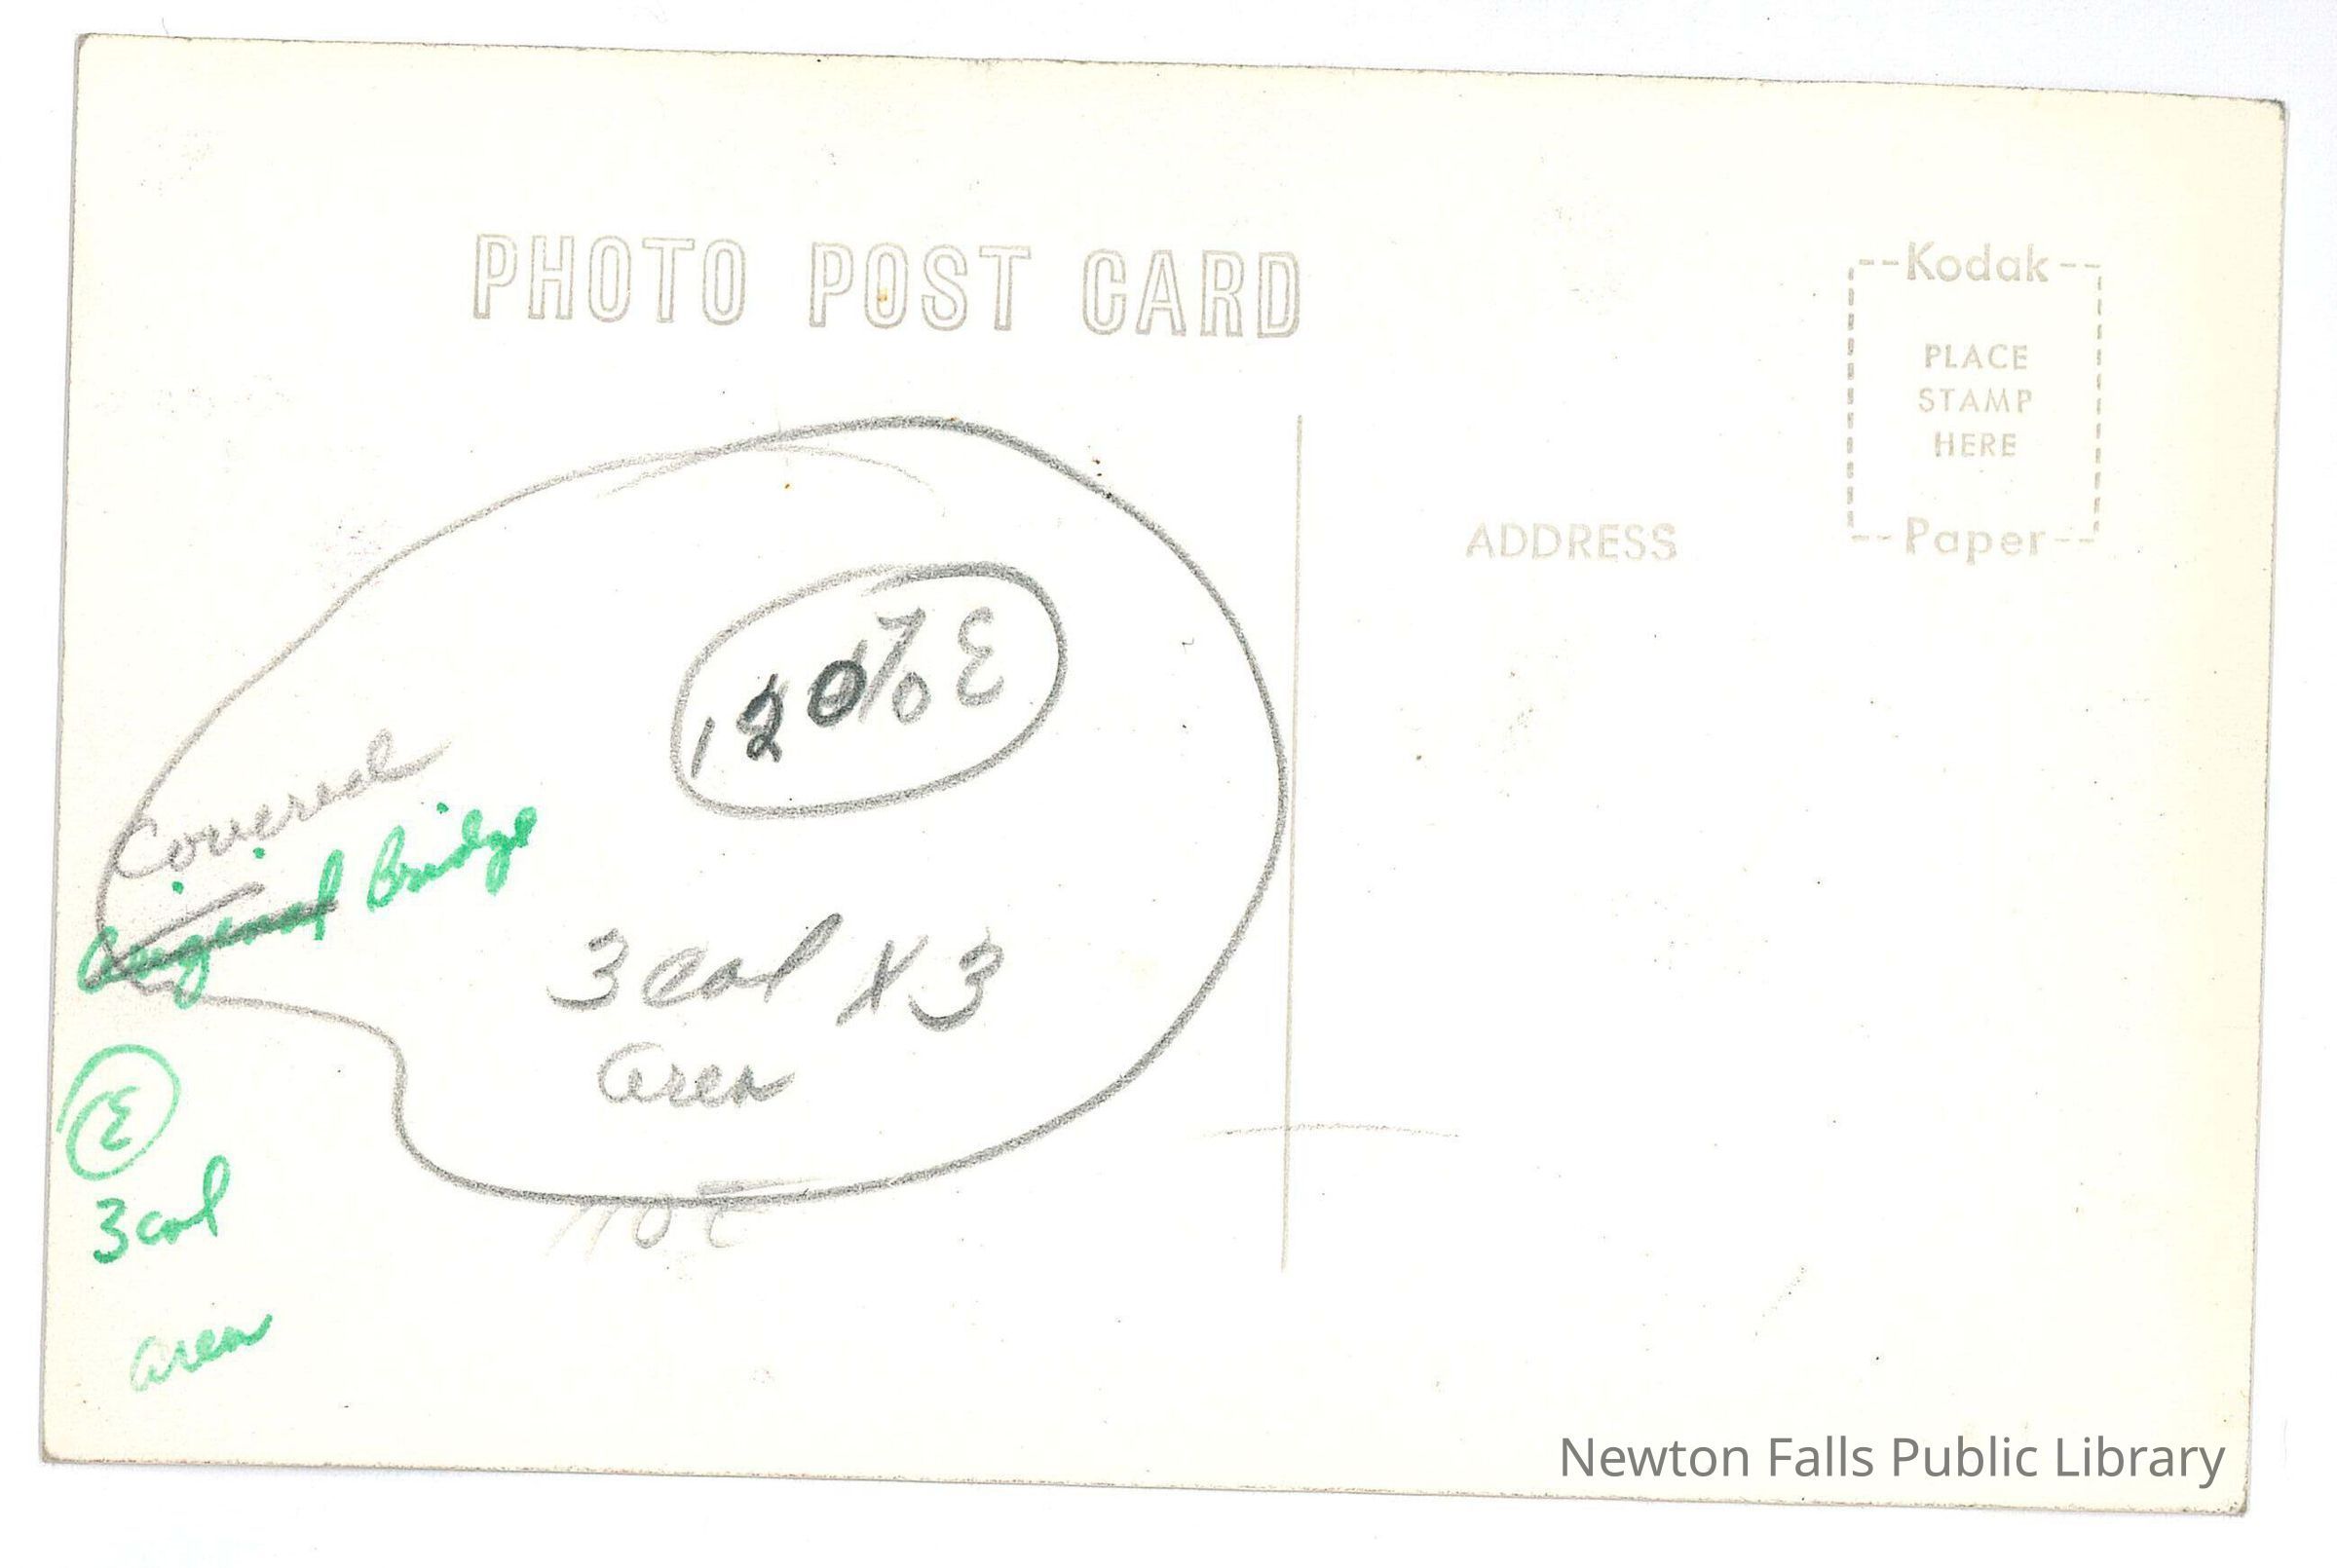 PHOTO POST CARD
Kodak
PLACE
STAMP
HERE
Paper
ADDRESS
120% E
Covered
Original Bridge
3 col X 3
area
E
3 col
area
Newton Falls Public Library